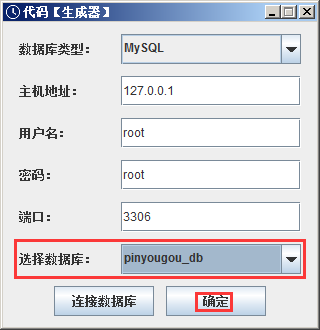 代码【生成器】
数据库类型： MySQL
主机地址： 127.0.0.1
用户名： root
密码： root
端口： 3306
选择数据库： pinyougou_db
连接数据库 确定